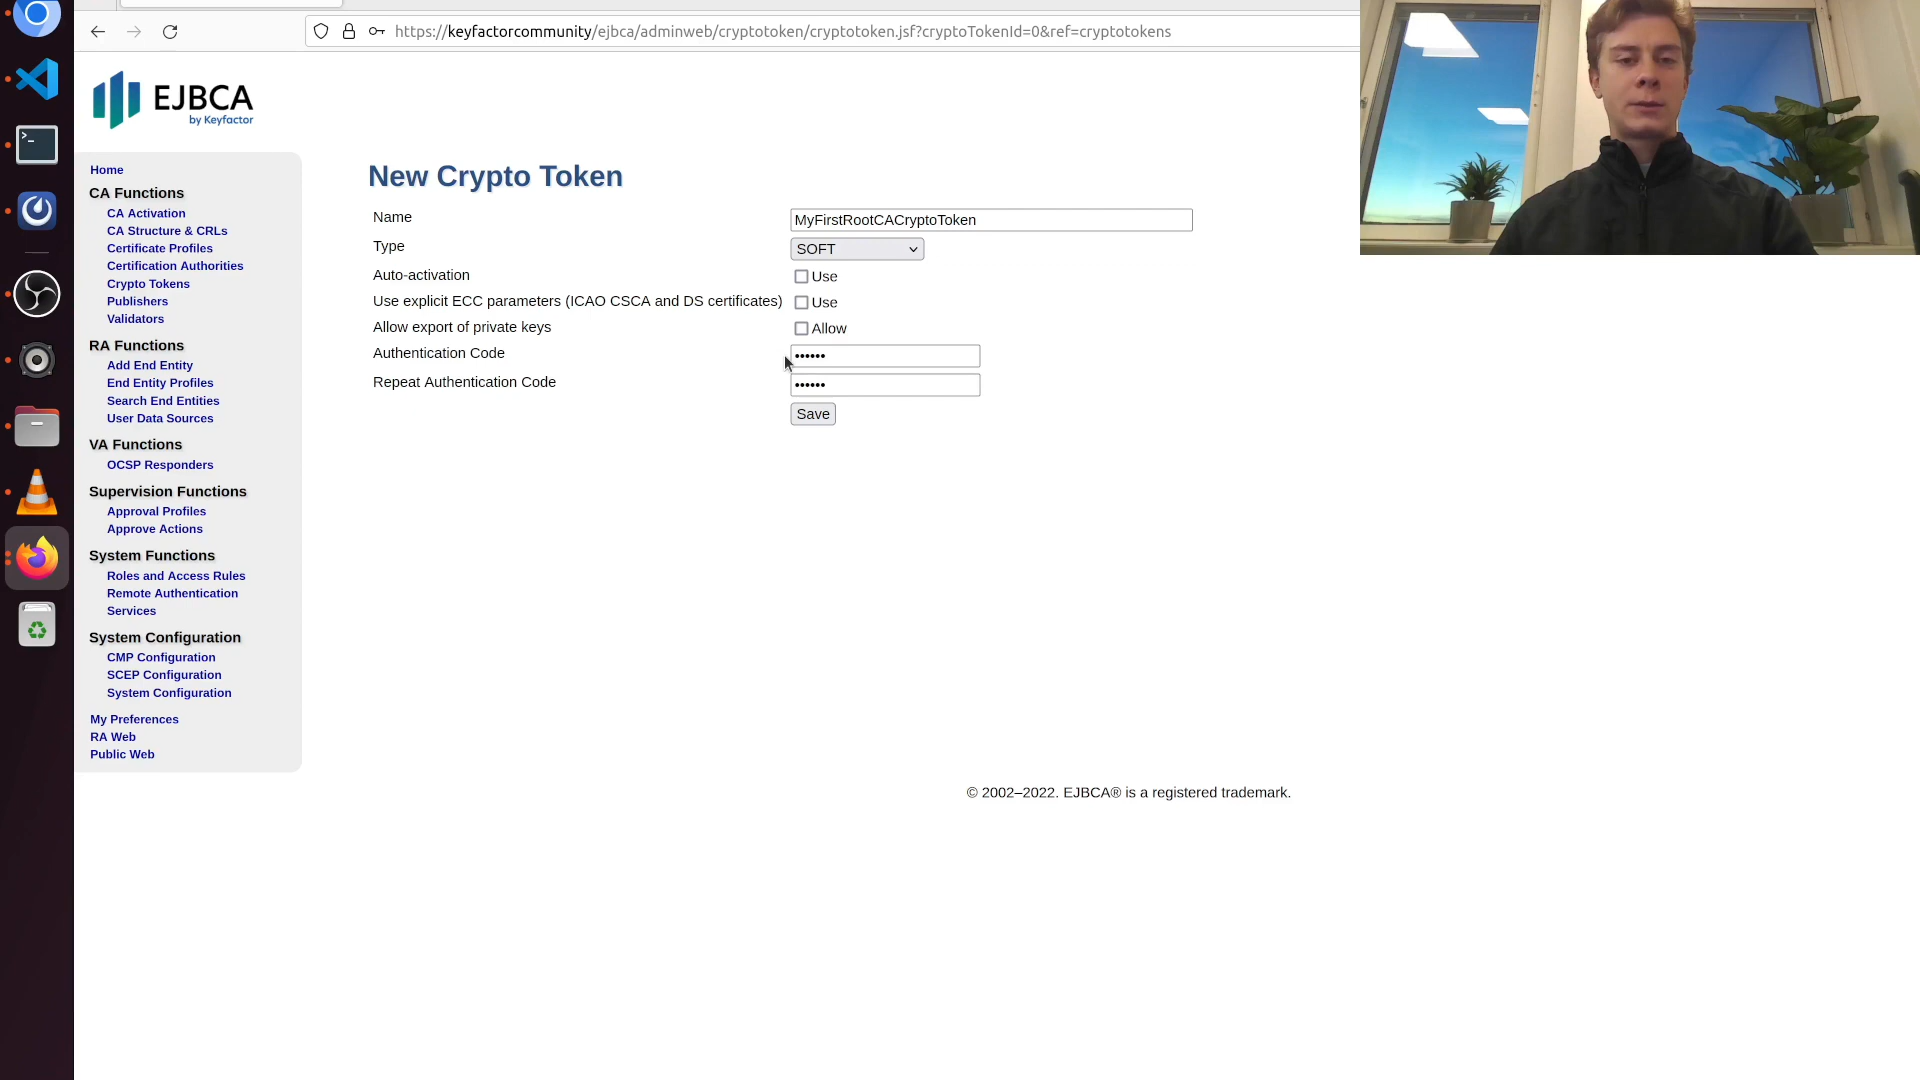 https://keyfactorcommunity/ejbca/adminweb/cryptotoken/cryptotoken.jsf?cryptoTokenId=0&ref=cryptotokens
EJBCA
by Keyfactor
Home
CA Functions
CA Activation
CA Structure & CRLs
Certificate Profiles
Certification Authorities
Crypto Tokens
Publishers
Validators
RA Functions
Add End Entity
End Entity Profiles
Search End Entities
User Data Sources
VA Functions
OCSP Responders
Supervision Functions
Approval Profiles
Approve Actions
System Functions
Roles and Access Rules
Remote Authentication
Services
System Configuration
CMP Configuration
SCEP Configuration
System Configuration
My Preferences
RA Web
Public Web
New Crypto Token
Name MyFirstRootCACryptoToken
Type SOFT
Auto-activation Use
Use explicit ECC parameters (ICAO CSCA and DS certificates) Use
Allow export of private keys Allow
Authentication Code ••••••
Repeat Authentication Code ••••••
Save
© 2002–2022. EJBCA® is a registered trademark.